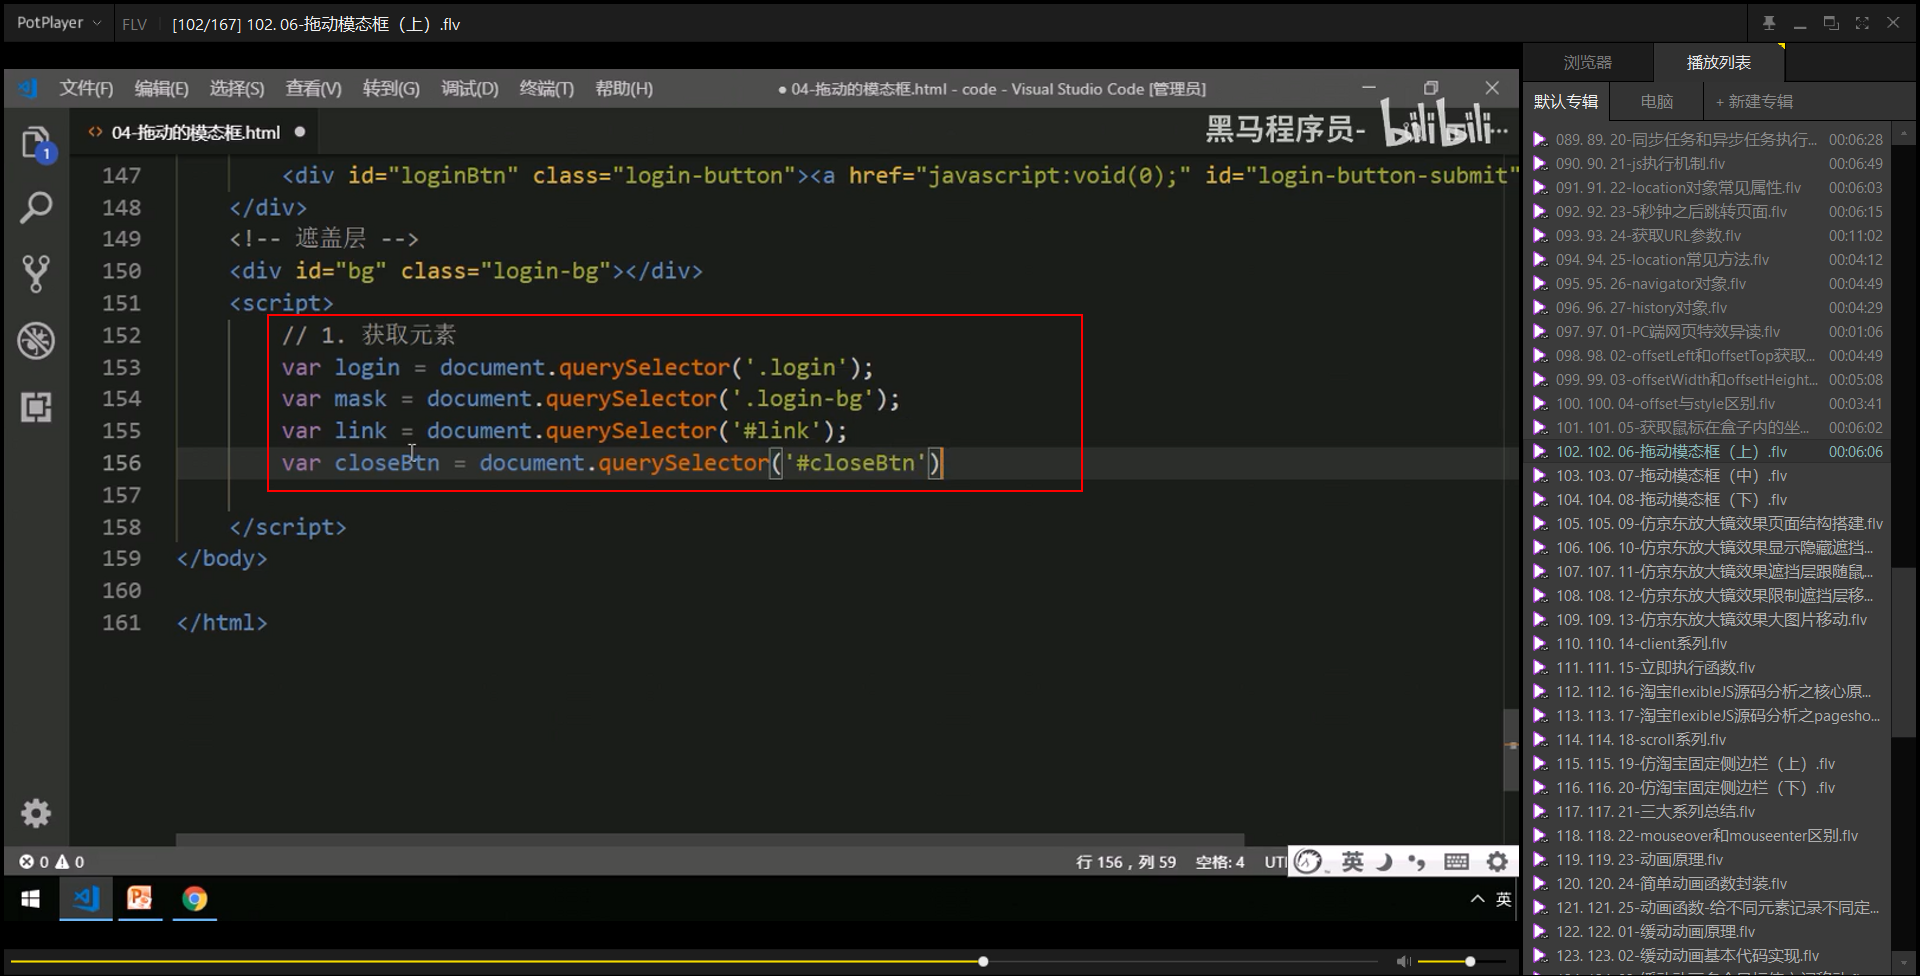 PotPlayer
FLV
[102/167] 102. 06-拖动模态框（上）.flv
浏览器
播放列表
默认专辑
电脑
+ 新建专辑
文件(F) 编辑(E) 选择(S) 查看(V) 转到(G) 调试(D) 终端(T) 帮助(H)
● 04-拖动的模态框.html - code - Visual Studio Code [管理员]
<> 04-拖动的模态框.html ●
黑马程序员- bilibili
1
147 <div id="loginBtn" class="login-button"><a href="javascript:void(0);" id="login-button-submit"
148 </div>
149 <!-- 遮盖层 -->
150 <div id="bg" class="login-bg"></div>
151 <script>
152 // 1. 获取元素
153 var login = document.querySelector('.login');
154 var mask = document.querySelector('.login-bg');
155 var link = document.querySelector('#link');
156 var closeBtn = document.querySelector('#closeBtn')
157
158 </script>
159 </body>
160
161 </html>
0 0
行 156，列 59 空格: 4
英
英
089. 89. 20-同步任务和异步任务执行... 00:06:28
090. 90. 21-js执行机制.flv 00:06:49
091. 91. 22-location对象常见属性.flv 00:06:03
092. 92. 23-5秒钟之后跳转页面.flv 00:06:15
093. 93. 24-获取URL参数.flv 00:11:02
094. 94. 25-location常见方法.flv 00:04:12
095. 95. 26-navigator对象.flv 00:04:49
096. 96. 27-history对象.flv 00:04:29
097. 97. 01-PC端网页特效异读.flv 00:01:06
098. 98. 02-offsetLeft和offsetTop获取... 00:04:49
099. 99. 03-offsetWidth和offsetHeight... 00:05:08
100. 100. 04-offset与style区别.flv 00:03:41
101. 101. 05-获取鼠标在盒子内的坐... 00:06:02
102. 102. 06-拖动模态框（上）.flv 00:06:06
103. 103. 07-拖动模态框（中）.flv
104. 104. 08-拖动模态框（下）.flv
105. 105. 09-仿京东放大镜效果页面结构搭建.flv
106. 106. 10-仿京东放大镜效果显示隐藏遮挡...
107. 107. 11-仿京东放大镜效果遮挡层跟随鼠...
108. 108. 12-仿京东放大镜效果限制遮挡层移...
109. 109. 13-仿京东放大镜效果大图片移动.flv
110. 110. 14-client系列.flv
111. 111. 15-立即执行函数.flv
112. 112. 16-淘宝flexibleJS源码分析之核心原...
113. 113. 17-淘宝flexibleJS源码分析之pagesho...
114. 114. 18-scroll系列.flv
115. 115. 19-仿淘宝固定侧边栏（上）.flv
116. 116. 20-仿淘宝固定侧边栏（下）.flv
117. 117. 21-三大系列总结.flv
118. 118. 22-mouseover和mouseenter区别.flv
119. 119. 23-动画原理.flv
120. 120. 24-简单动画函数封装.flv
121. 121. 25-动画函数-给不同元素记录不同定...
122. 122. 01-缓动动画原理.flv
123. 123. 02-缓动动画基本代码实现.flv